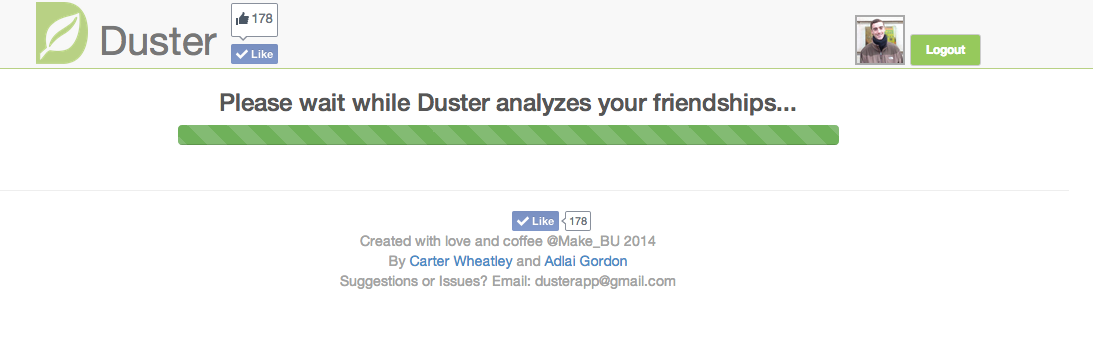 178
Duster
Like
Logout
Please wait while Duster analyzes your friendships...
Like 178
Created with love and coffee @Make_BU 2014
By Carter Wheatley and Adlai Gordon
Suggestions or Issues? Email: dusterapp@gmail.com